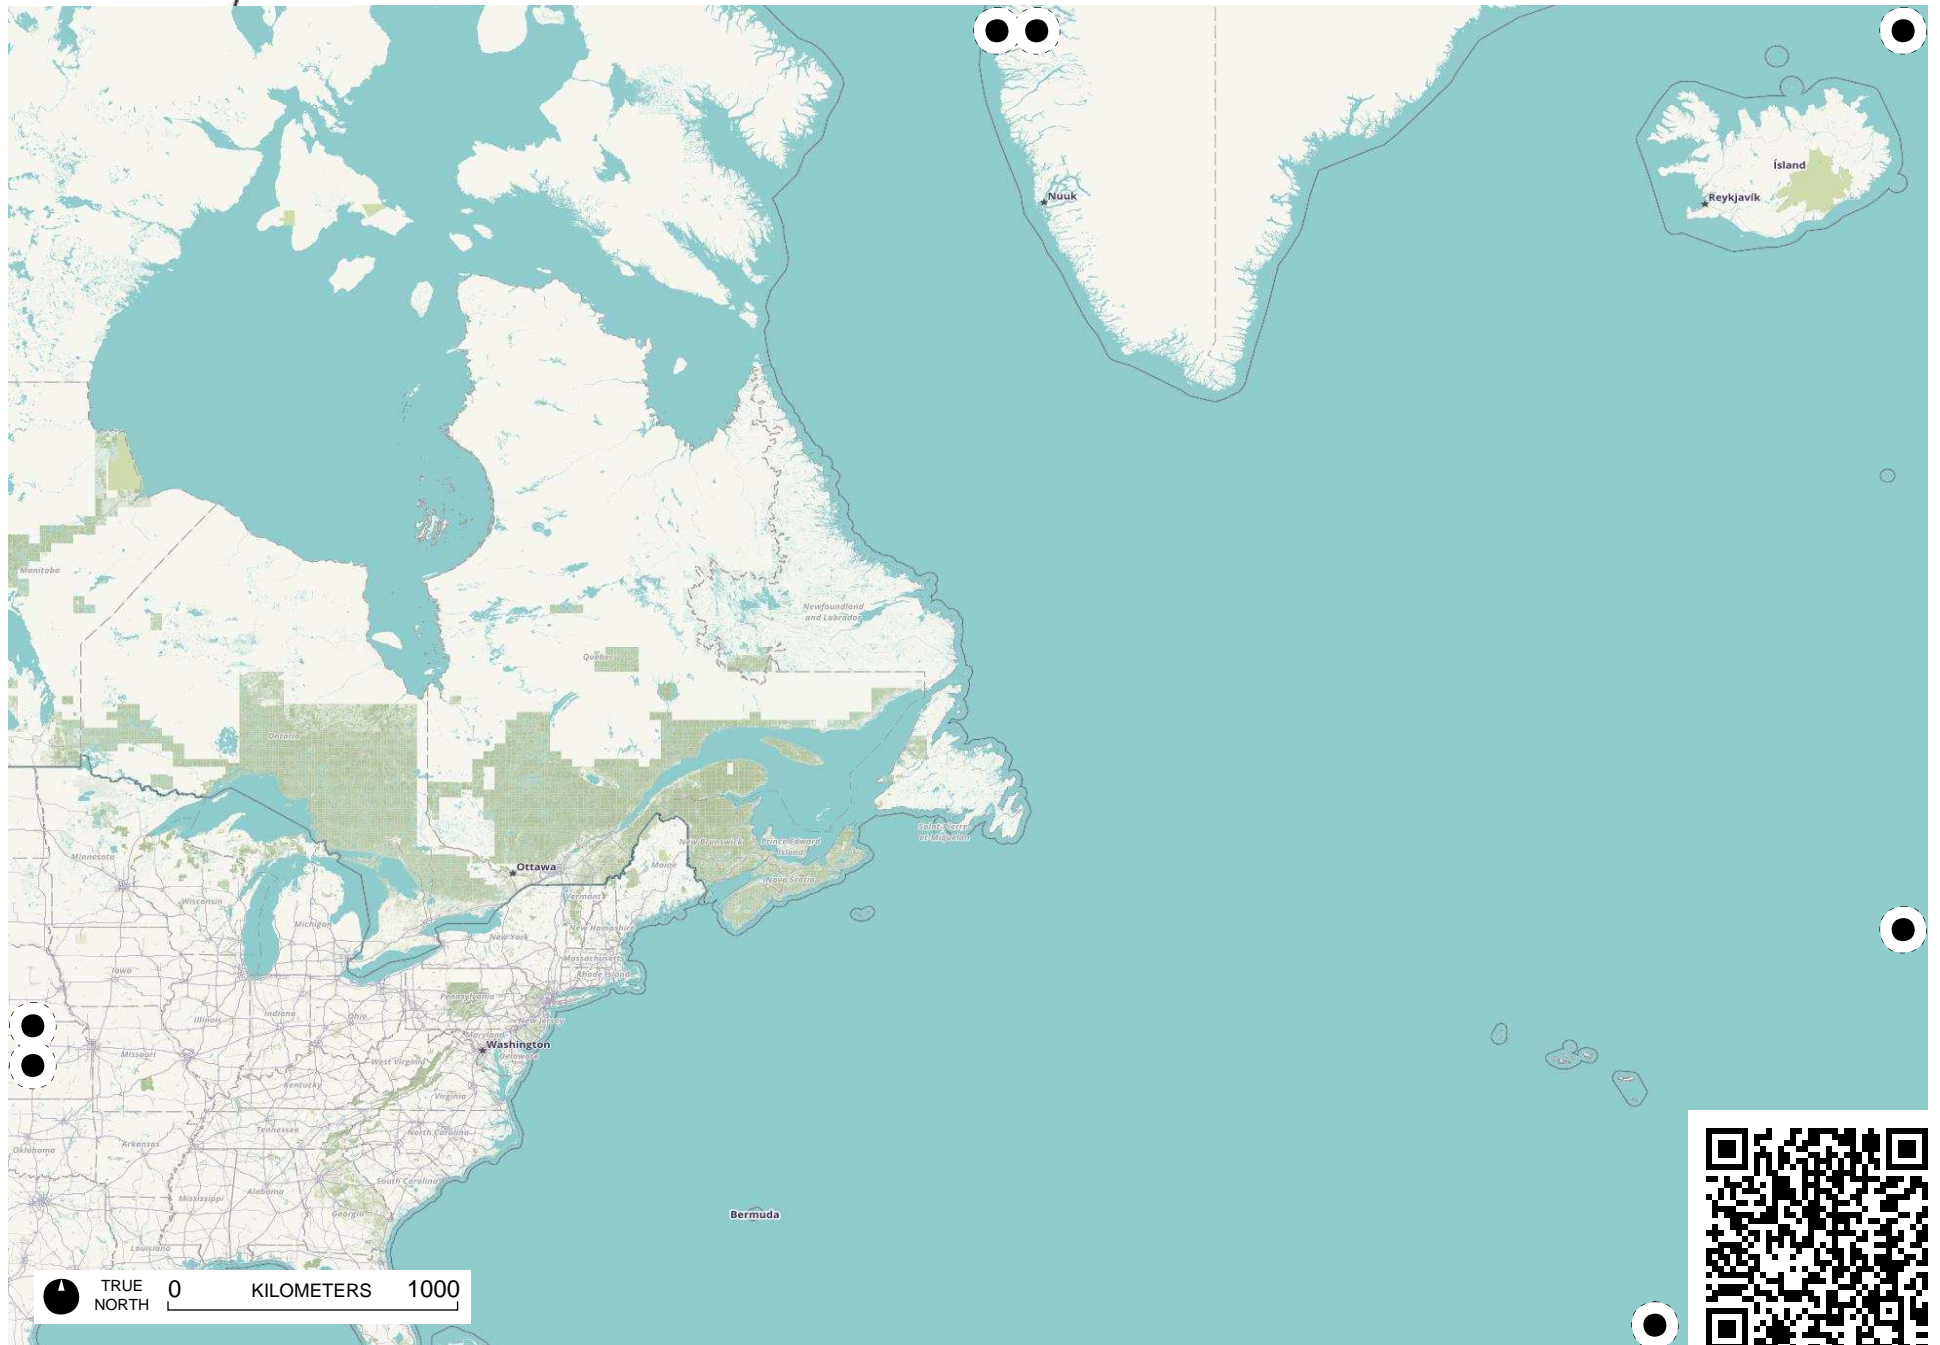 Ísland
Reykjavík
Nuuk
Manitoba
Newfoundland
and Labrador
Québec
Ontario
Saint-Pierre-
et-Miquelon
Minnesota
New Brunswick
Prince Edward
Island
Maine
Ottawa
Nova Scotia
Wisconsin
Vermont
Michigan
New Hampshire
New York
Massachusetts
Iowa
Rhode Island
Pennsylvania
Illinois
Indiana
Ohio
New Jersey
Maryland
Washington
Delaware
Missouri
West Virginia
Kentucky
Virginia
Tennessee
North Carolina
Arkansas
Oklahoma
South Carolina
Alabama
Mississippi
Georgia
Bermuda
Louisiana
TRUE
NORTH
0 KILOMETERS 1000